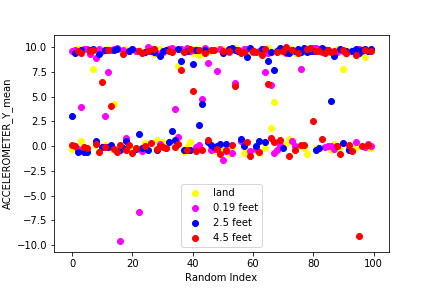 10.0
7.5
5.0
2.5
0.0
−2.5
−5.0
−7.5
−10.0
ACCELEROMETER_Y_mean
land
0.19 feet
2.5 feet
4.5 feet
0 20 40 60 80 100
Random Index